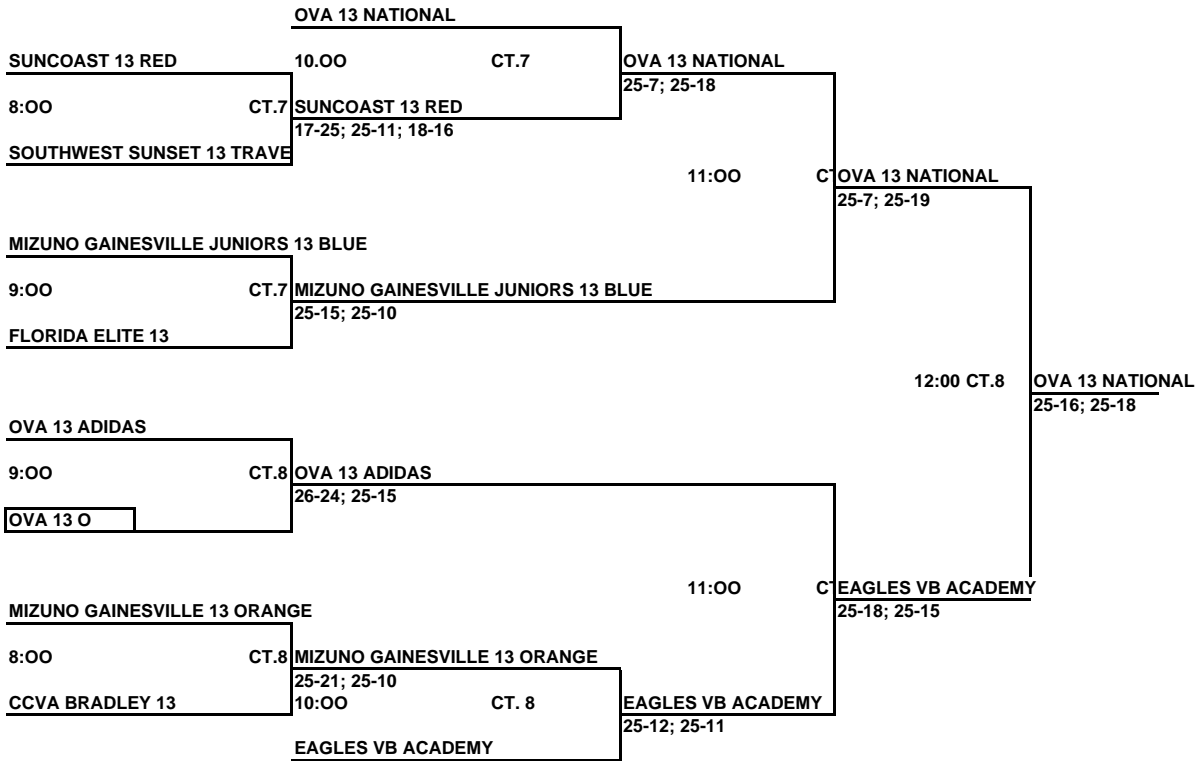 OVA 13 NATIONAL
SUNCOAST 13 RED 10.OO CT.7 OVA 13 NATIONAL
25-7; 25-18
8:OO CT.7 SUNCOAST 13 RED
17-25; 25-11; 18-16
SOUTHWEST SUNSET 13 TRAVE
11:OO C OVA 13 NATIONAL
25-7; 25-19
MIZUNO GAINESVILLE JUNIORS 13 BLUE
9:OO CT.7 MIZUNO GAINESVILLE JUNIORS 13 BLUE
25-15; 25-10
FLORIDA ELITE 13
12:00 CT.8 OVA 13 NATIONAL
25-16; 25-18
OVA 13 ADIDAS
9:OO CT.8 OVA 13 ADIDAS
26-24; 25-15
OVA 13 O
11:OO C EAGLES VB ACADEMY
25-18; 25-15
MIZUNO GAINESVILLE 13 ORANGE
8:OO CT.8 MIZUNO GAINESVILLE 13 ORANGE
25-21; 25-10
CCVA BRADLEY 13 10:OO CT. 8 EAGLES VB ACADEMY
25-12; 25-11
EAGLES VB ACADEMY